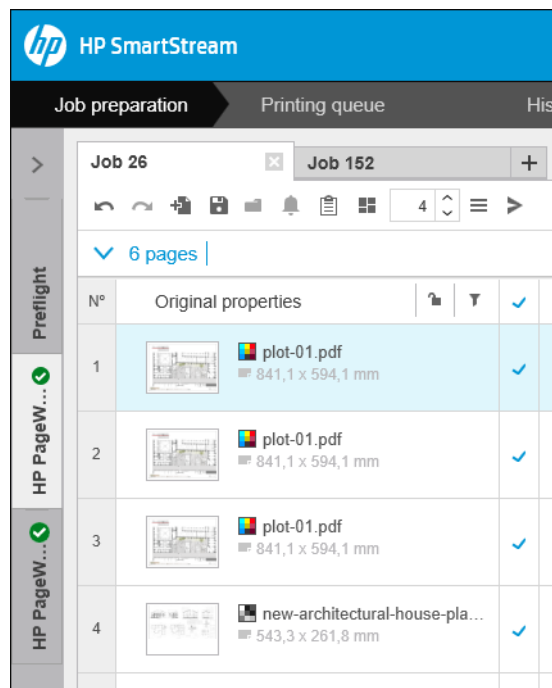 hp HP SmartStream
Job preparation Printing queue His
Job 26 Job 152 +
4
6 pages
Nº Original properties
1 plot-01.pdf
841,1 x 594,1 mm
2 plot-01.pdf
841,1 x 594,1 mm
3 plot-01.pdf
841,1 x 594,1 mm
4 new-architectural-house-pla...
543,3 x 261,8 mm
Preflight
HP PageW...
HP PageW...